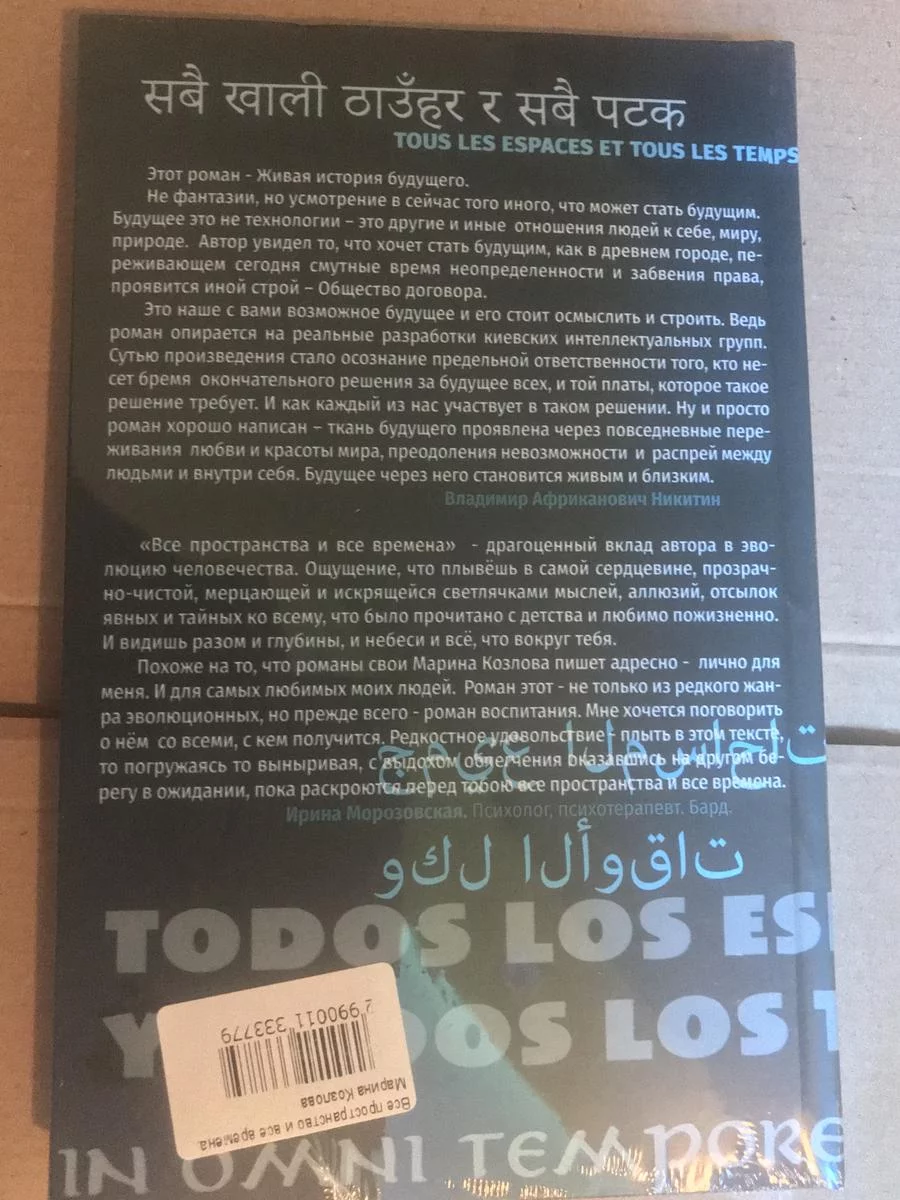 सबै खाली ठाउँहर र सबै पटक
TOUS LES ESPACES ET TOUS LES TEMPS
Этот роман - Живая история будущего.
Не фантазии, но усмотрение в сейчас того иного, что может стать будущим.
Будущее это не технологии – это другие и иные отношения людей к себе, миру,
природе. Автор увидел то, что хочет стать будущим, как в древнем городе, пе-
реживающем сегодня смутные время неопределенности и забвения права,
проявится иной строй – Общество договора.
Это наше с вами возможное будущее и его стоит осмыслить и строить. Ведь
роман опирается на реальные разработки киевских интеллектуальных групп.
Сутью произведения стало осознание предельной ответственности того, кто не-
сет бремя окончательного решения за будущее всех, и той платы, которое такое
решение требует. И как каждый из нас участвует в таком решении. Ну и просто
роман хорошо написан – ткань будущего проявлена через повседневные пере-
живания любви и красоты мира, преодоления невозможности и распрей между
людьми и внутри себя. Будущее через него становится живым и близким.
Владимир Африканович Никитин
«Все пространства и все времена» - драгоценный вклад автора в эво-
люцию человечества. Ощущение, что плывёшь в самой сердцевине, прозрач-
но-чистой, мерцающей и искрящейся светлячками мыслей, аллюзий, отсылок
явных и тайных ко всему, что было прочитано с детства и любимо пожизненно.
И видишь разом и глубины, и небеси и всё, что вокруг тебя.
Похоже на то, что романы свои Марина Козлова пишет адресно - лично для
меня. И для самых любимых моих людей. Роман этот - не только из редкого жан-
ра эволюционных, но прежде всего - роман воспитания. Мне хочется поговорить
о нём со всеми, с кем получится. Редкостное удовольствие - плыть в этом тексте,
то погружаясь то выныривая, с выдохом облегчения оказавшись на другом бе-
регу в ожидании, пока раскроются перед тобою все пространства и все времена.
Ирина Морозовская. Психолог, психотерапевт. Бард.
جميع المساحات
وكل الأوقات
TODOS LOS ESP
Y TODOS LOS T
2 990011 333779
Марина Козлова
Все пространство и все времена
IN OMNI TEMPORE